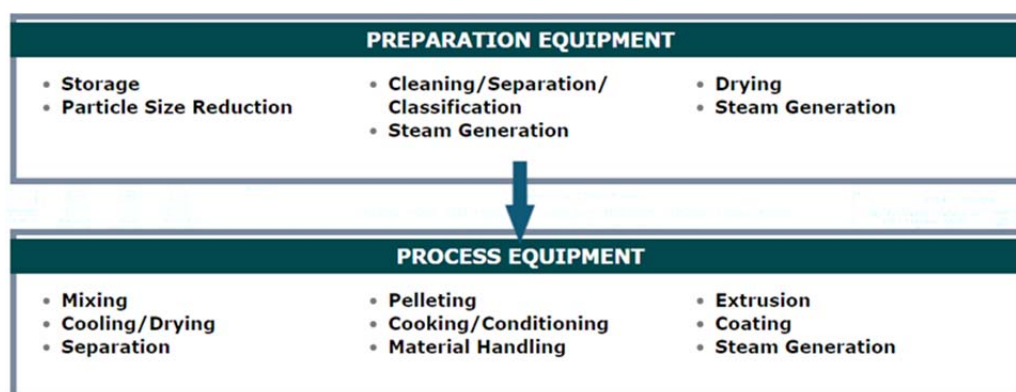 PREPARATION EQUIPMENT
• Storage
• Particle Size Reduction
• Cleaning/Separation/
Classification
• Steam Generation
• Drying
• Steam Generation
PROCESS EQUIPMENT
• Mixing
• Cooling/Drying
• Separation
• Pelleting
• Cooking/Conditioning
• Material Handling
• Extrusion
• Coating
• Steam Generation